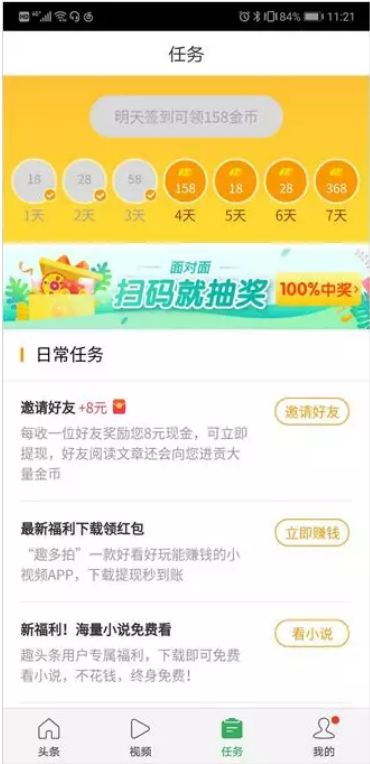 84% 11:21
任务
明天签到可领158金币
18 28 58 158 18 28 368
1天 2天 3天 4天 5天 6天 7天
面对面
扫码就抽奖
100%中奖
日常任务
邀请好友 +8元
邀请好友
每收一位好友奖励您8元现金，可立即
提现，好友阅读文章还会向您进贡大
量金币
最新福利下载领红包
立即赚钱
“趣多拍”一款好看好玩能赚钱的小
视频APP，下载提现秒到账
新福利！海量小说免费看
看小说
趣头条用户专属福利，下载即可免费
看小说，不花钱，终身免费！
头条 视频 任务 我的